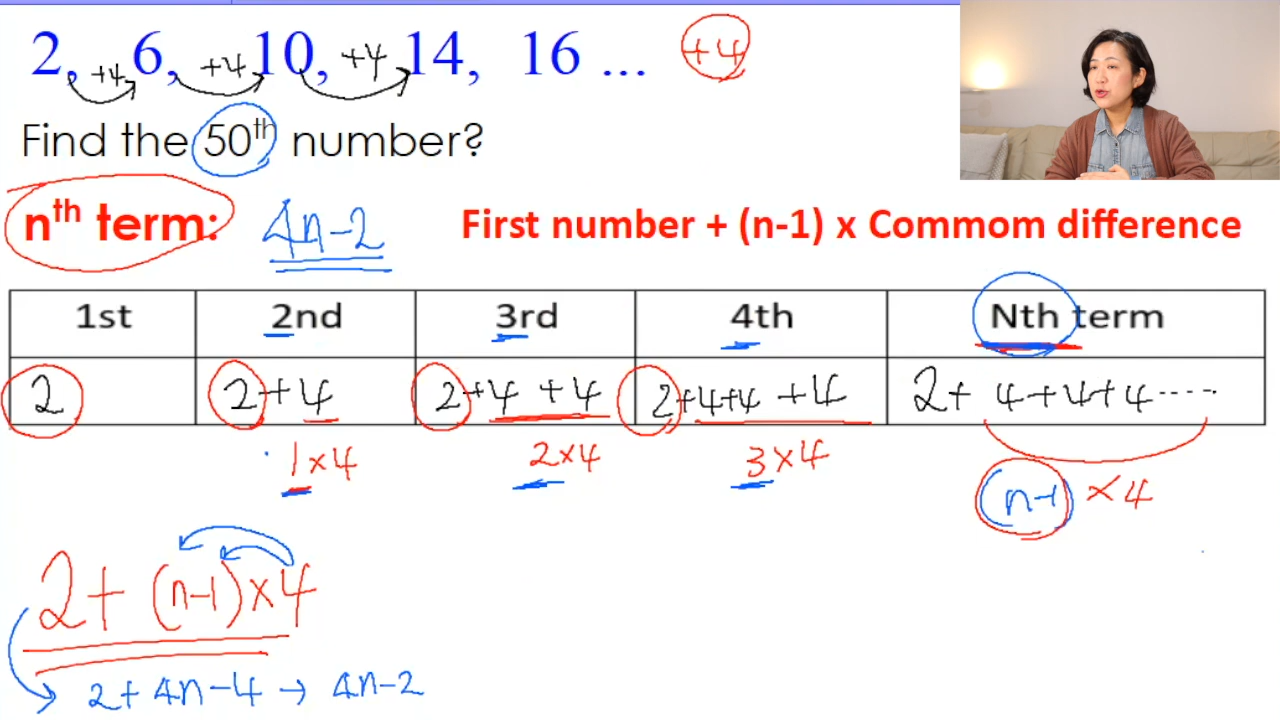 2, 6, 10, 14, 16 ... +4
+4 +4 +4
Find the 50th number?
nth term: 4n-2 First number + (n-1) x Commom difference
1st 2nd 3rd 4th Nth term
2 2+4 2+4+4 2+4+4+4 2+4+4+4.....
1×4 2×4 3×4 (n-1) ×4
2+(n-1)×4
2+4n-4→4n-2